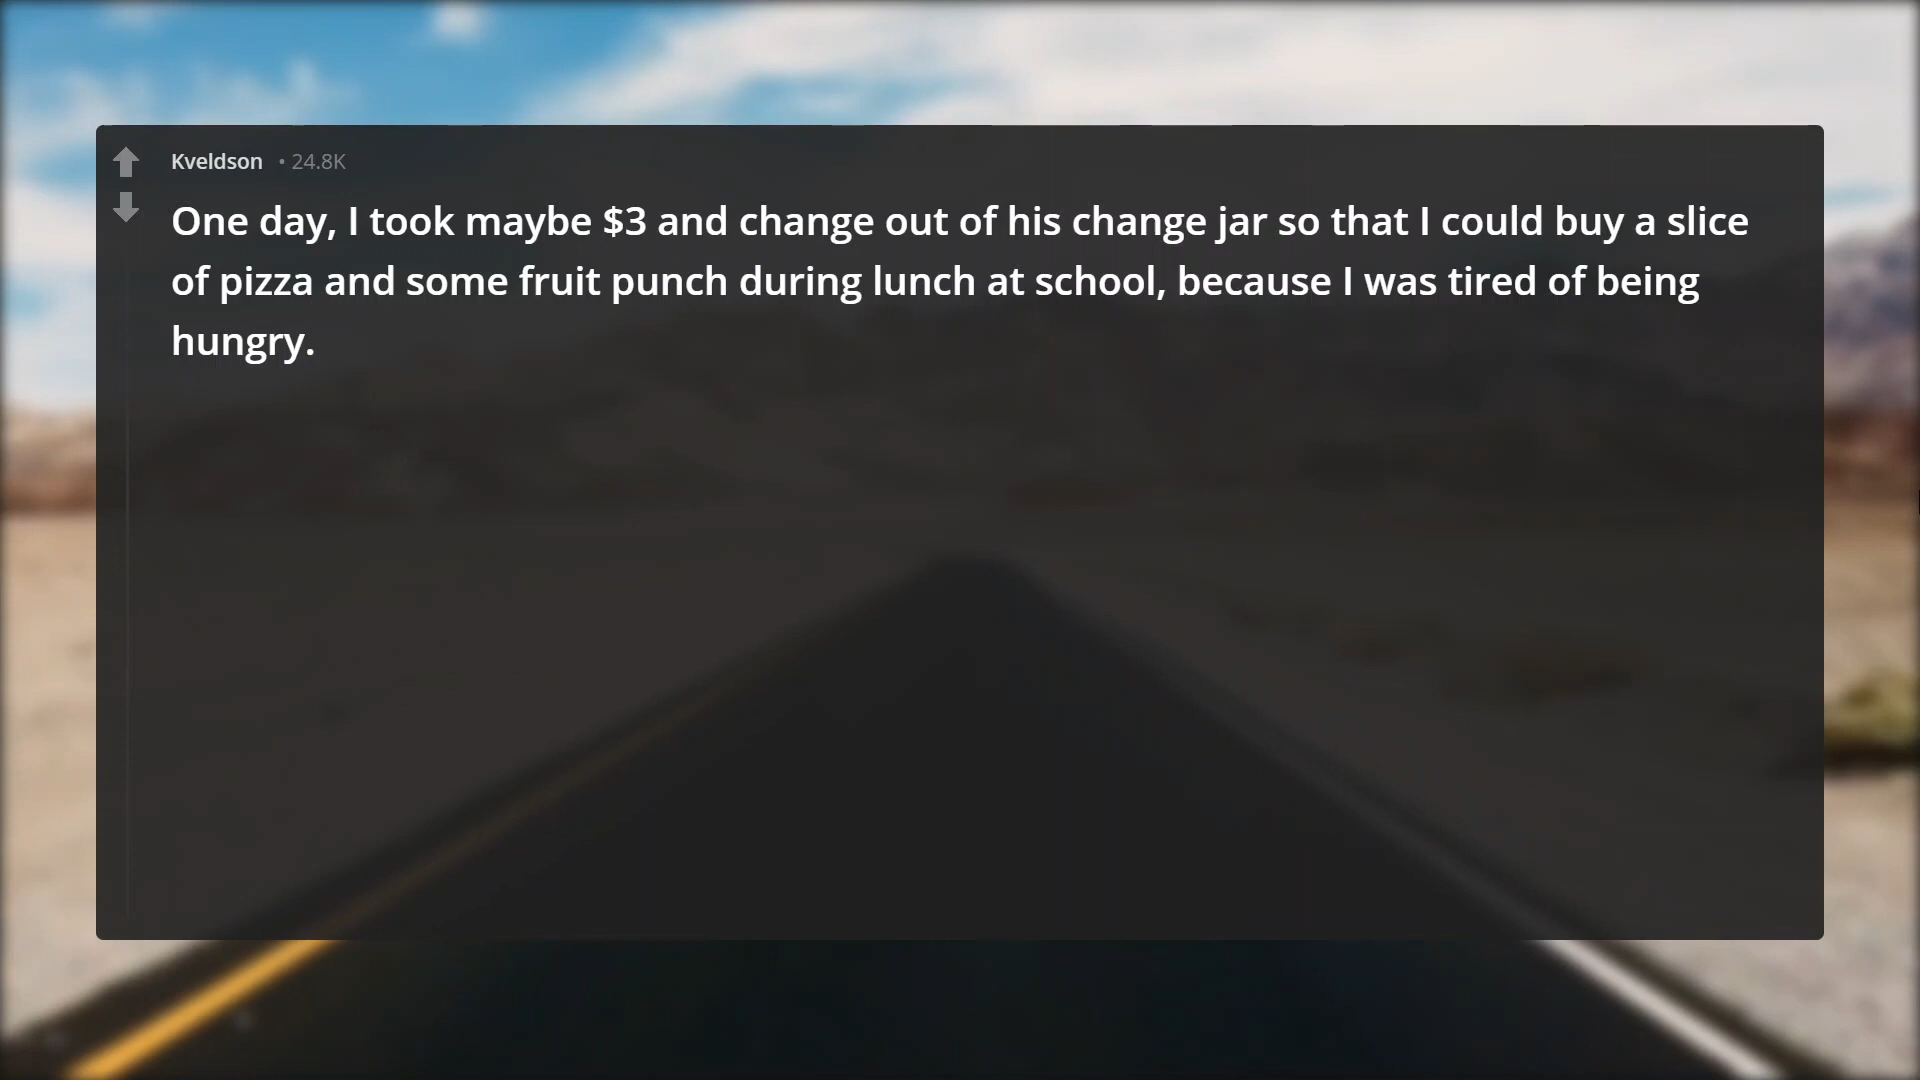 Kveldson • 24.8K
One day, I took maybe $3 and change out of his change jar so that I could buy a slice
of pizza and some fruit punch during lunch at school, because I was tired of being
hungry.